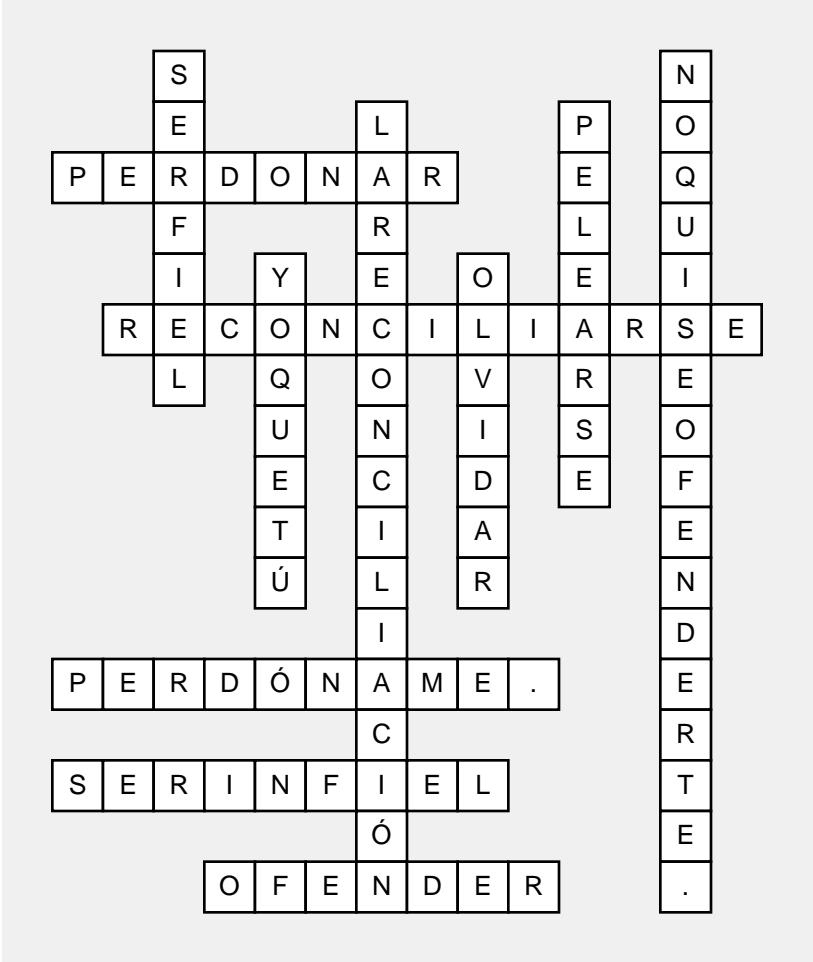 SERFIEL
NOQUISEOFENDERTE.
LARECONCILIACIÓN
PELEARSE
PERDONAR
YOQUETÚ
OLVIDAR
RECONCILIARSE
PERDÓNAME.
SERINFIEL
OFENDER